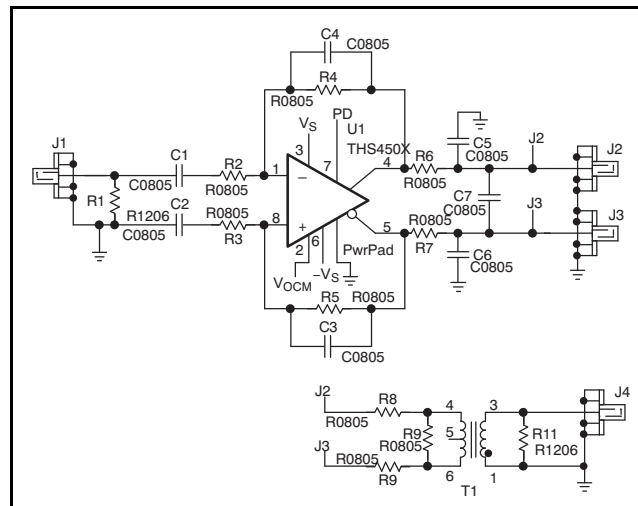 C4
C0805
R4
R0805
PD
U1
VS
THS450X
J1
C1
R2
3
7
4
R6
C5
C0805
J2
J2
C0805
R0805
1
−
R0805
C7
C0805
R1
R1206
C2
R0805
8
+
5
R0805
J3
J3
C0805
R3
2
6
PwrPad
R7
C6
C0805
VOCM
−VS
R5
R0805
R0805
C3
C0805
J2
R8
4
3
J4
R0805
R9
5
R11
J3
R0805
R0805
R1206
R9
6
1
T1